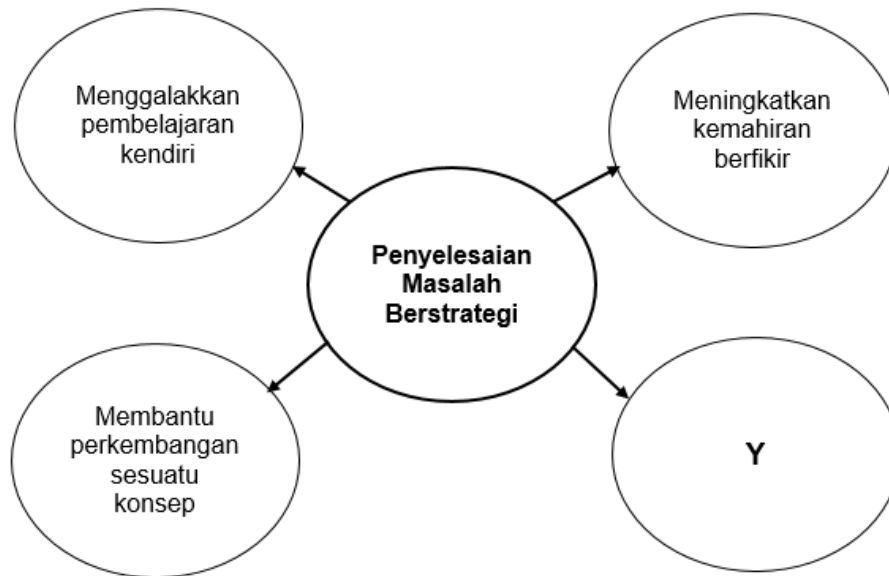 Menggalakkan
pembelajaran
kendiri
Meningkatkan
kemahiran
berfikir
Penyelesaian
Masalah
Berstrategi
Membantu
perkembangan
sesuatu
konsep
Y